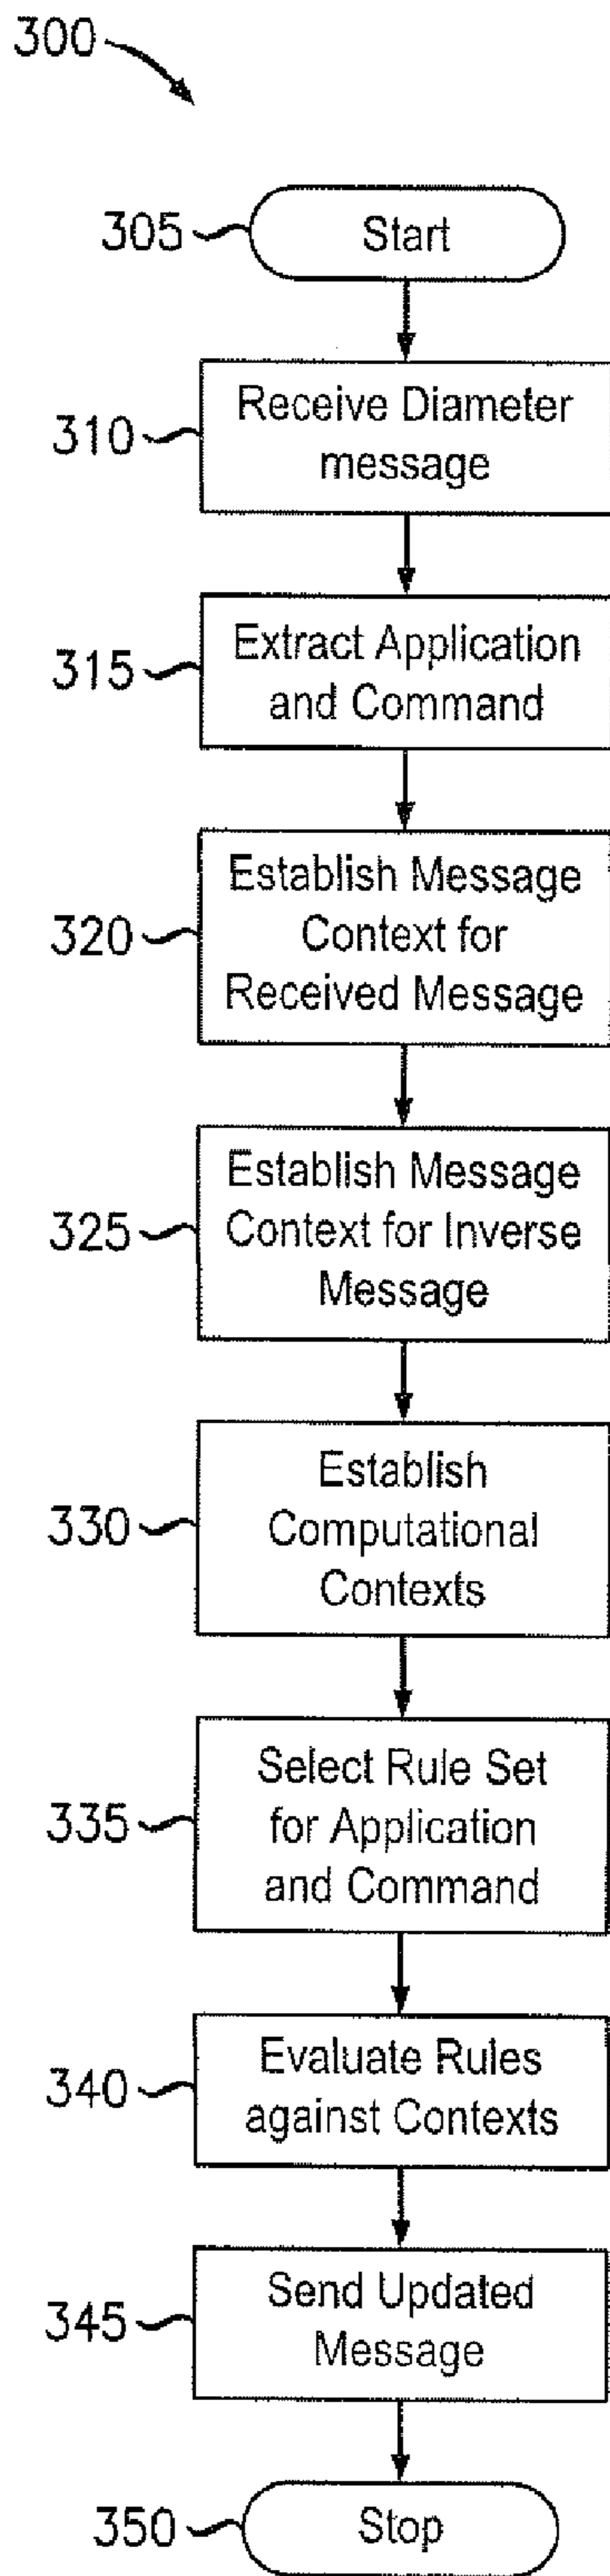 300
305
Start
310
Receive Diameter
message
315
Extract Application
and Command
320
Establish Message
Context for
Received Message
325
Establish Message
Context for Inverse
Message
330
Establish
Computational
Contexts
335
Select Rule Set
for Application
and Command
340
Evaluate Rules
against Contexts
345
Send Updated
Message
350
Stop